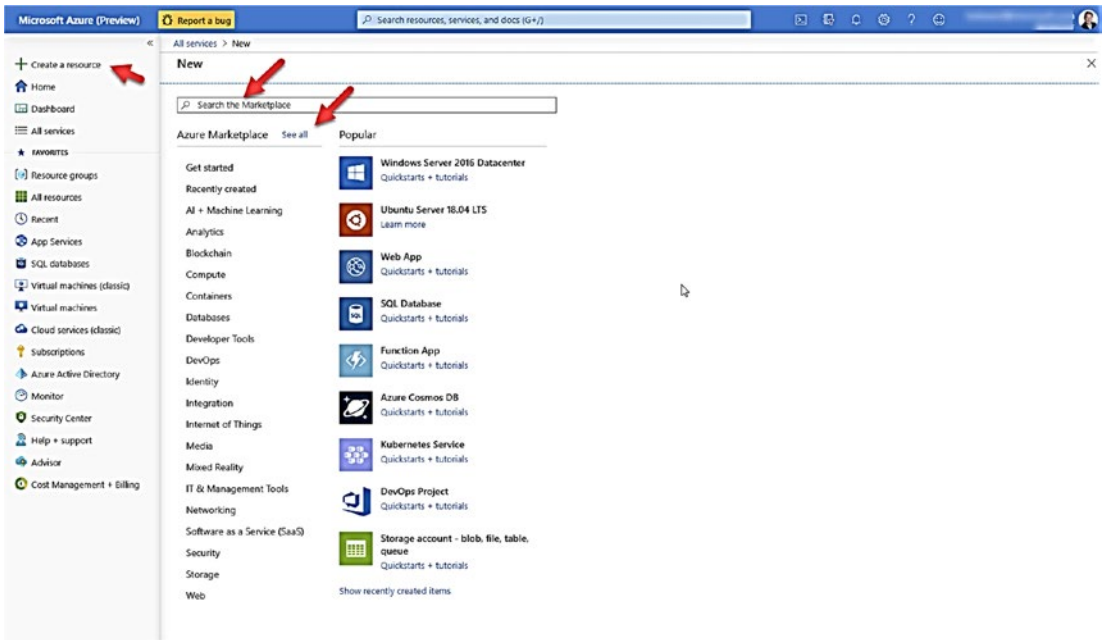 Microsoft Azure (Preview)
Report a bug
Search resources, services, and docs (G+/)
«
Create a resource
Home
Dashboard
All services
FAVORITES
Resource groups
All resources
Recent
App Services
SQL databases
Virtual machines (classic)
Virtual machines
Cloud services (classic)
Subscriptions
Azure Active Directory
Monitor
Security Center
Help + support
Advisor
Cost Management + Billing
All services > New
New
Search the Marketplace
Azure Marketplace See all
Get started
Recently created
AI + Machine Learning
Analytics
Blockchain
Compute
Containers
Databases
Developer Tools
DevOps
Identity
Integration
Internet of Things
Media
Mixed Reality
IT & Management Tools
Networking
Software as a Service (SaaS)
Security
Storage
Web
Popular
Windows Server 2016 Datacenter
Quickstarts + tutorials
Ubuntu Server 18.04 LTS
Learn more
Web App
Quickstarts + tutorials
SQL
SQL Database
Quickstarts + tutorials
Function App
Quickstarts + tutorials
Azure Cosmos DB
Quickstarts + tutorials
Kubernetes Service
Quickstarts + tutorials
DevOps Project
Quickstarts + tutorials
Storage account - blob, file, table,
queue
Quickstarts + tutorials
Show recently created items